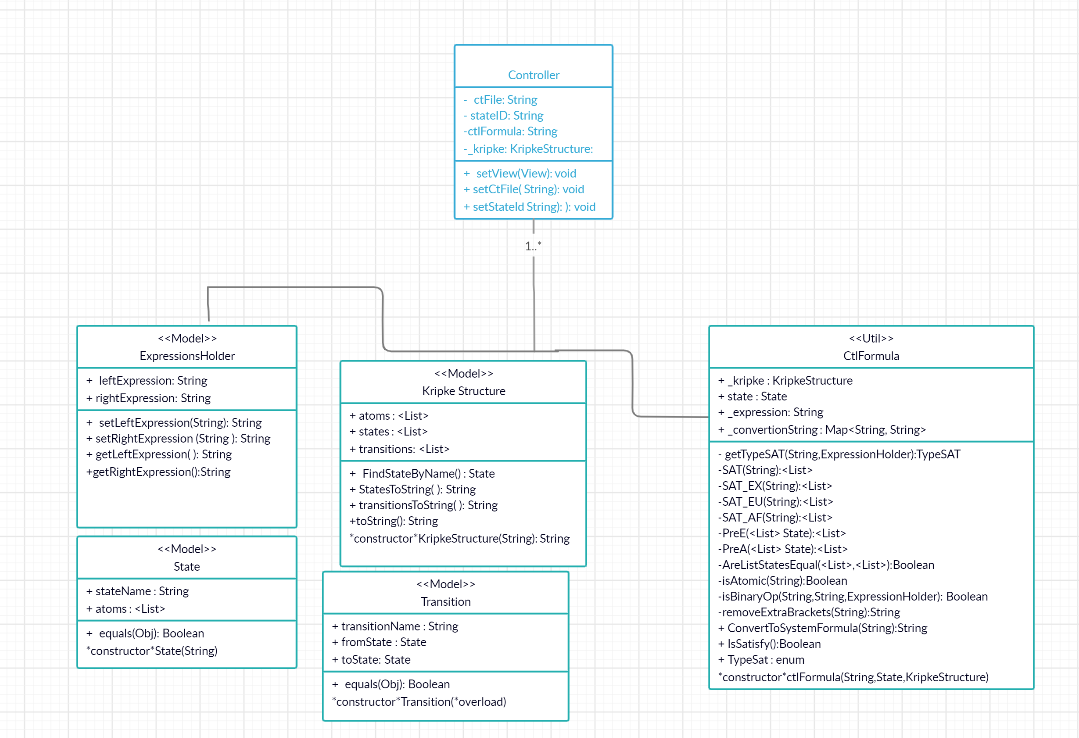 Controller
- ctFile: String
- stateID: String
-ctlFormula: String
-_kripke: KripkeStructure:
+ setView(View): void
+ setCtFile( String): void
+ setStateId String): ): void
1..*
<<Model>>
ExpressionsHolder
+ leftExpression: String
+ rightExpression: String
+ setLeftExpression(String): String
+ setRightExpression (String ): String
+ getLeftExpression( ): String
+getRightExpression():String
<<Model>>
Kripke Structure
+ atoms : <List>
+ states : <List>
+ transitions: <List>
+ FindStateByName() : State
+ StatesToString( ): String
+ transitionsToString( ): String
+toString(): String
*constructor*KripkeStructure(String): String
<<Util>>
CtlFormula
+ _kripke : KripkeStructure
+ state : State
+ _expression: String
+ _convertionString : Map<String, String>
- getTypeSAT(String,ExpressionHolder):TypeSAT
-SAT(String):<List>
-SAT_EX(String):<List>
-SAT_EU(String):<List>
-SAT_AF(String):<List>
-PreE(<List> State):<List>
-PreA(<List> State):<List>
-AreListStatesEqual(<List>,<List>):Boolean
-isAtomic(String):Boolean
-isBinaryOp(String,String,ExpressionHolder): Boolean
-removeExtraBrackets(String):String
+ ConvertToSystemFormula(String):String
+ IsSatisfy():Boolean
+ TypeSat : enum
*constructor*ctlFormula(String,State,KripkeStructure)
<<Model>>
State
+ stateName : String
+ atoms : <List>
+ equals(Obj): Boolean
*constructor*State(String)
<<Model>>
Transition
+ transitionName : String
+ fromState : State
+ toState: State
+ equals(Obj): Boolean
*constructor*Transition(*overload)